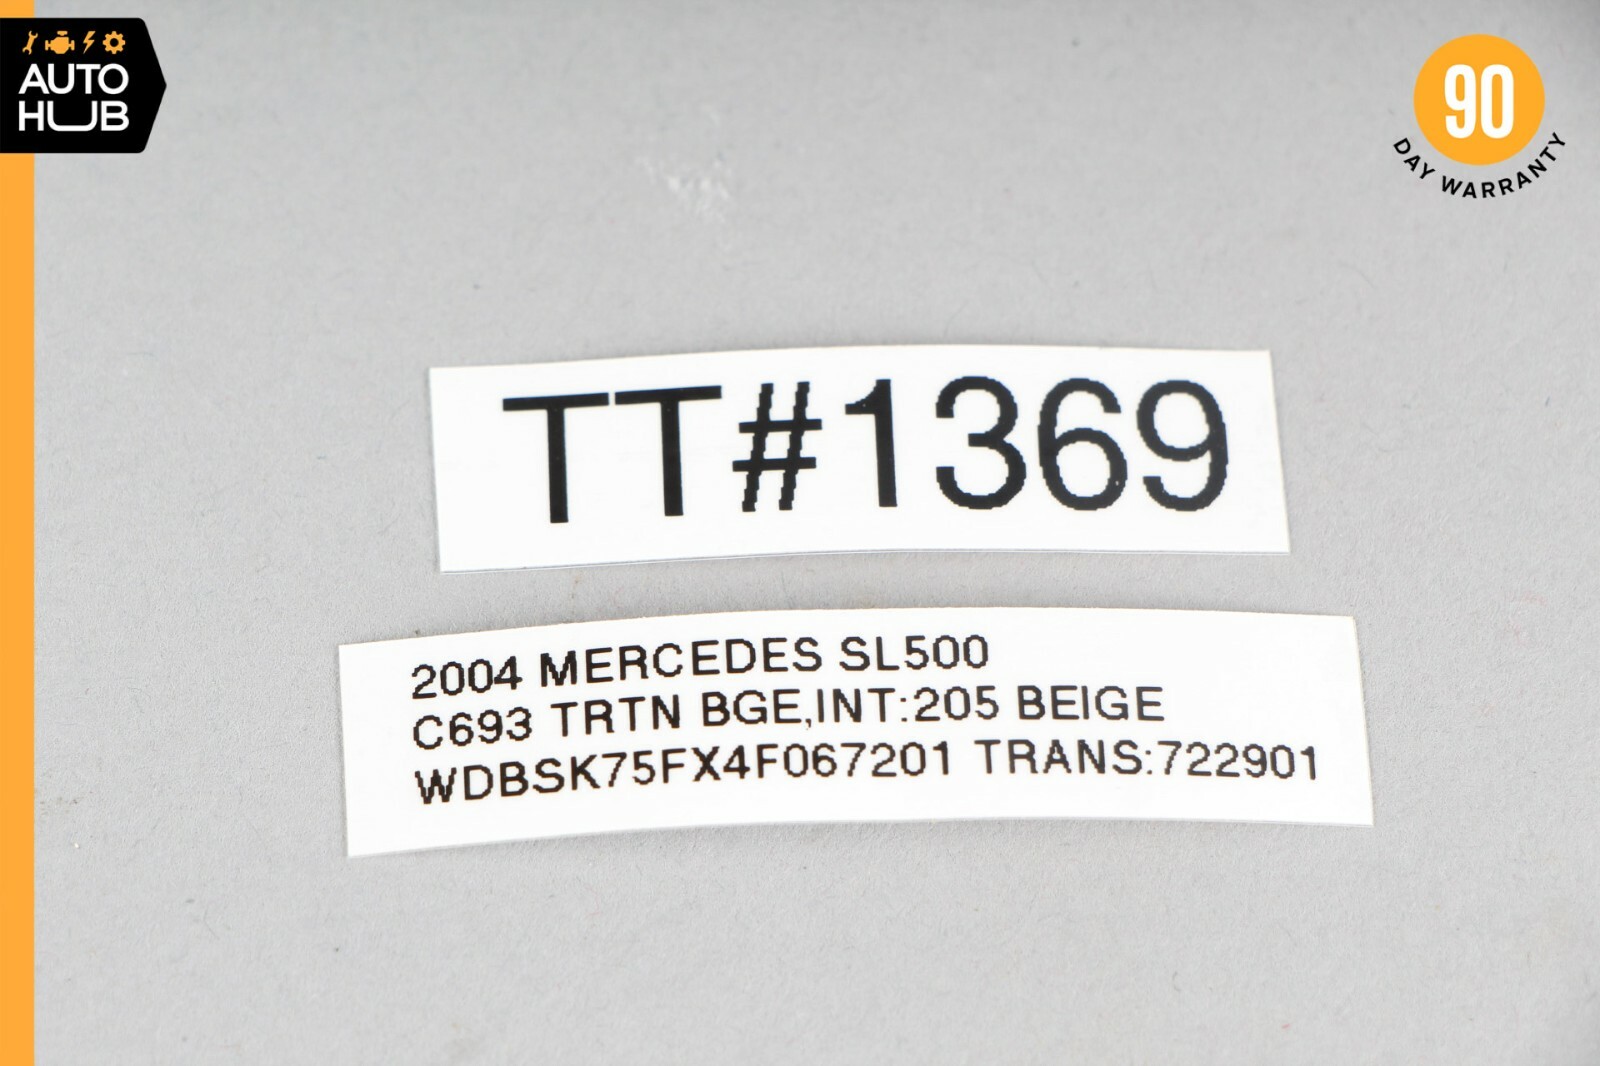 AUTO
HUB
90
DAY WARRANTY
TT#1369
2004 MERCEDES SL500
C693 TRTN BGE,INT:205 BEIGE
WDBSK75FX4F067201 TRANS:722901